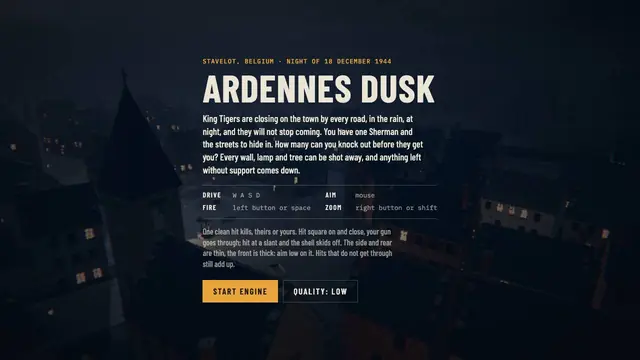 STAVELOT, BELGIUM - NIGHT OF 18 DECEMBER 1944
ARDENNES DUSK
King Tigers are closing on the town by every road, in the rain, at
night, and they will not stop coming. You have one Sherman and
the streets to hide in. How many can you knock out before they get
you? Every wall, lamp and tree can be shot away, and anything left
without support comes down.
DRIVE W A S D AIM mouse
FIRE left button or space ZOOM right button or shift
One clean hit kills, theirs or yours. Hit square on and close, your gun
goes through; hit at a slant and the shell skids off. The side and rear
are thin, the front is thick: aim low on it. Hits that do not get through
still add up.
START ENGINE QUALITY: LOW